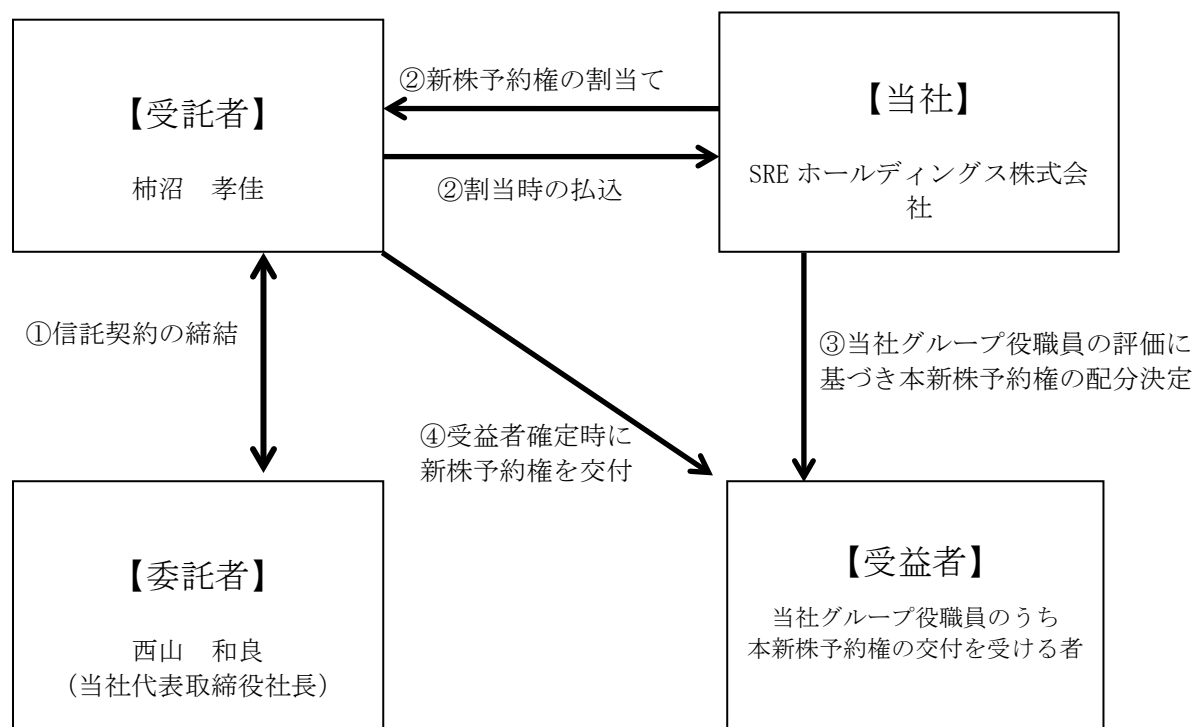 【受託者】
柿沼　孝佳
②新株予約権の割当て
②割当時の払込
【当社】
SRE ホールディングス株式会
社
①信託契約の締結
③当社グループ役職員の評価に
基づき本新株予約権の配分決定
④受益者確定時に
新株予約権を交付
【委託者】
西山　和良
（当社代表取締役社長）
【受益者】
当社グループ役職員のうち
本新株予約権の交付を受ける者